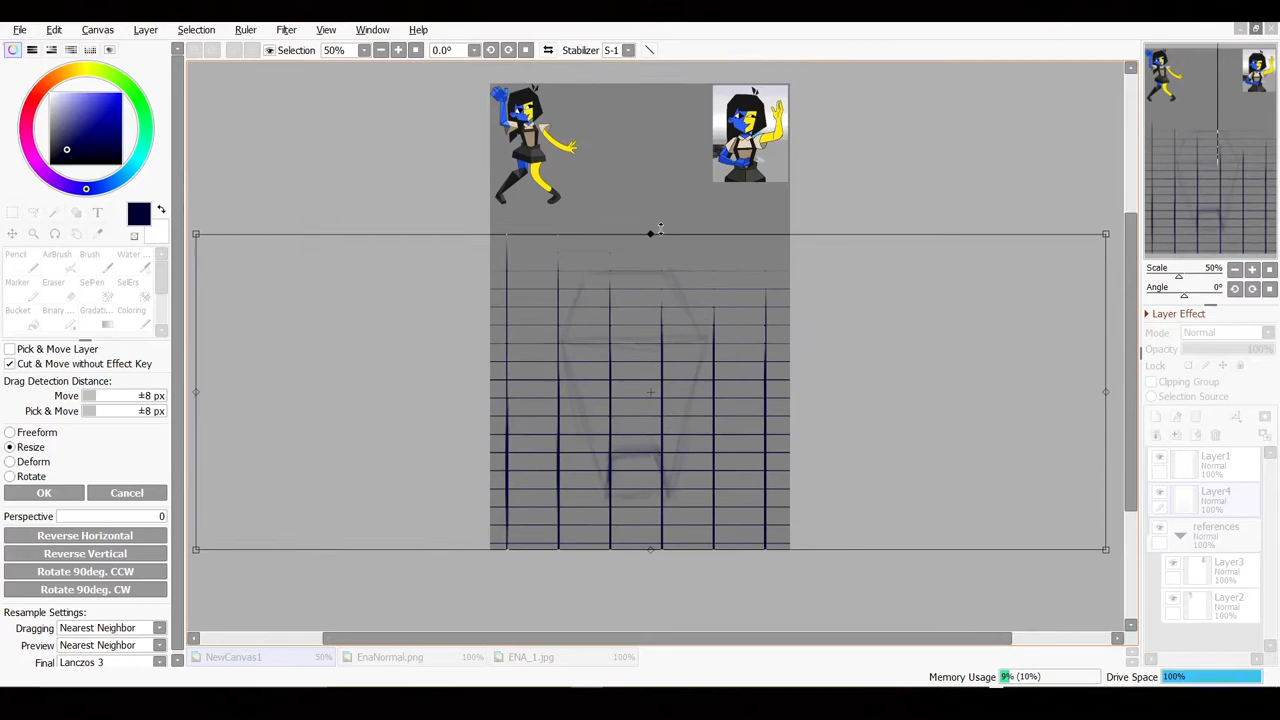 File Edit Canvas Layer Selection Ruler Filter View Window Help
Selection 50% 0.0° Stabilizer S-1
Scale 50%
Angle 0°
Layer Effect
Mode Normal
Opacity 100%
Lock
Clipping Group
Selection Source
T
Pencil AirBrush Brush Water ...
Marker Eraser SelPen SelErs
Bucket Binary ... Gradati... Coloring
Pick & Move Layer
Cut & Move without Effect Key
Drag Detection Distance:
Move ±8 px
Pick & Move ±8 px
Freeform
Resize
Deform
Rotate
OK Cancel
Perspective 0
Reverse Horizontal
Reverse Vertical
Rotate 90deg. CCW
Rotate 90deg. CW
Resample Settings:
Dragging Nearest Neighbor
Preview Nearest Neighbor
Final Lanczos 3
Layer1
Normal
100%
Layer4
Normal
100%
references
Normal
100%
Layer3
Normal
100%
Layer2
Normal
100%
NewCanvas1 50% EnaNormal.png 100% ENA_1.jpg 100%
Memory Usage 9% (10%) Drive Space 100%